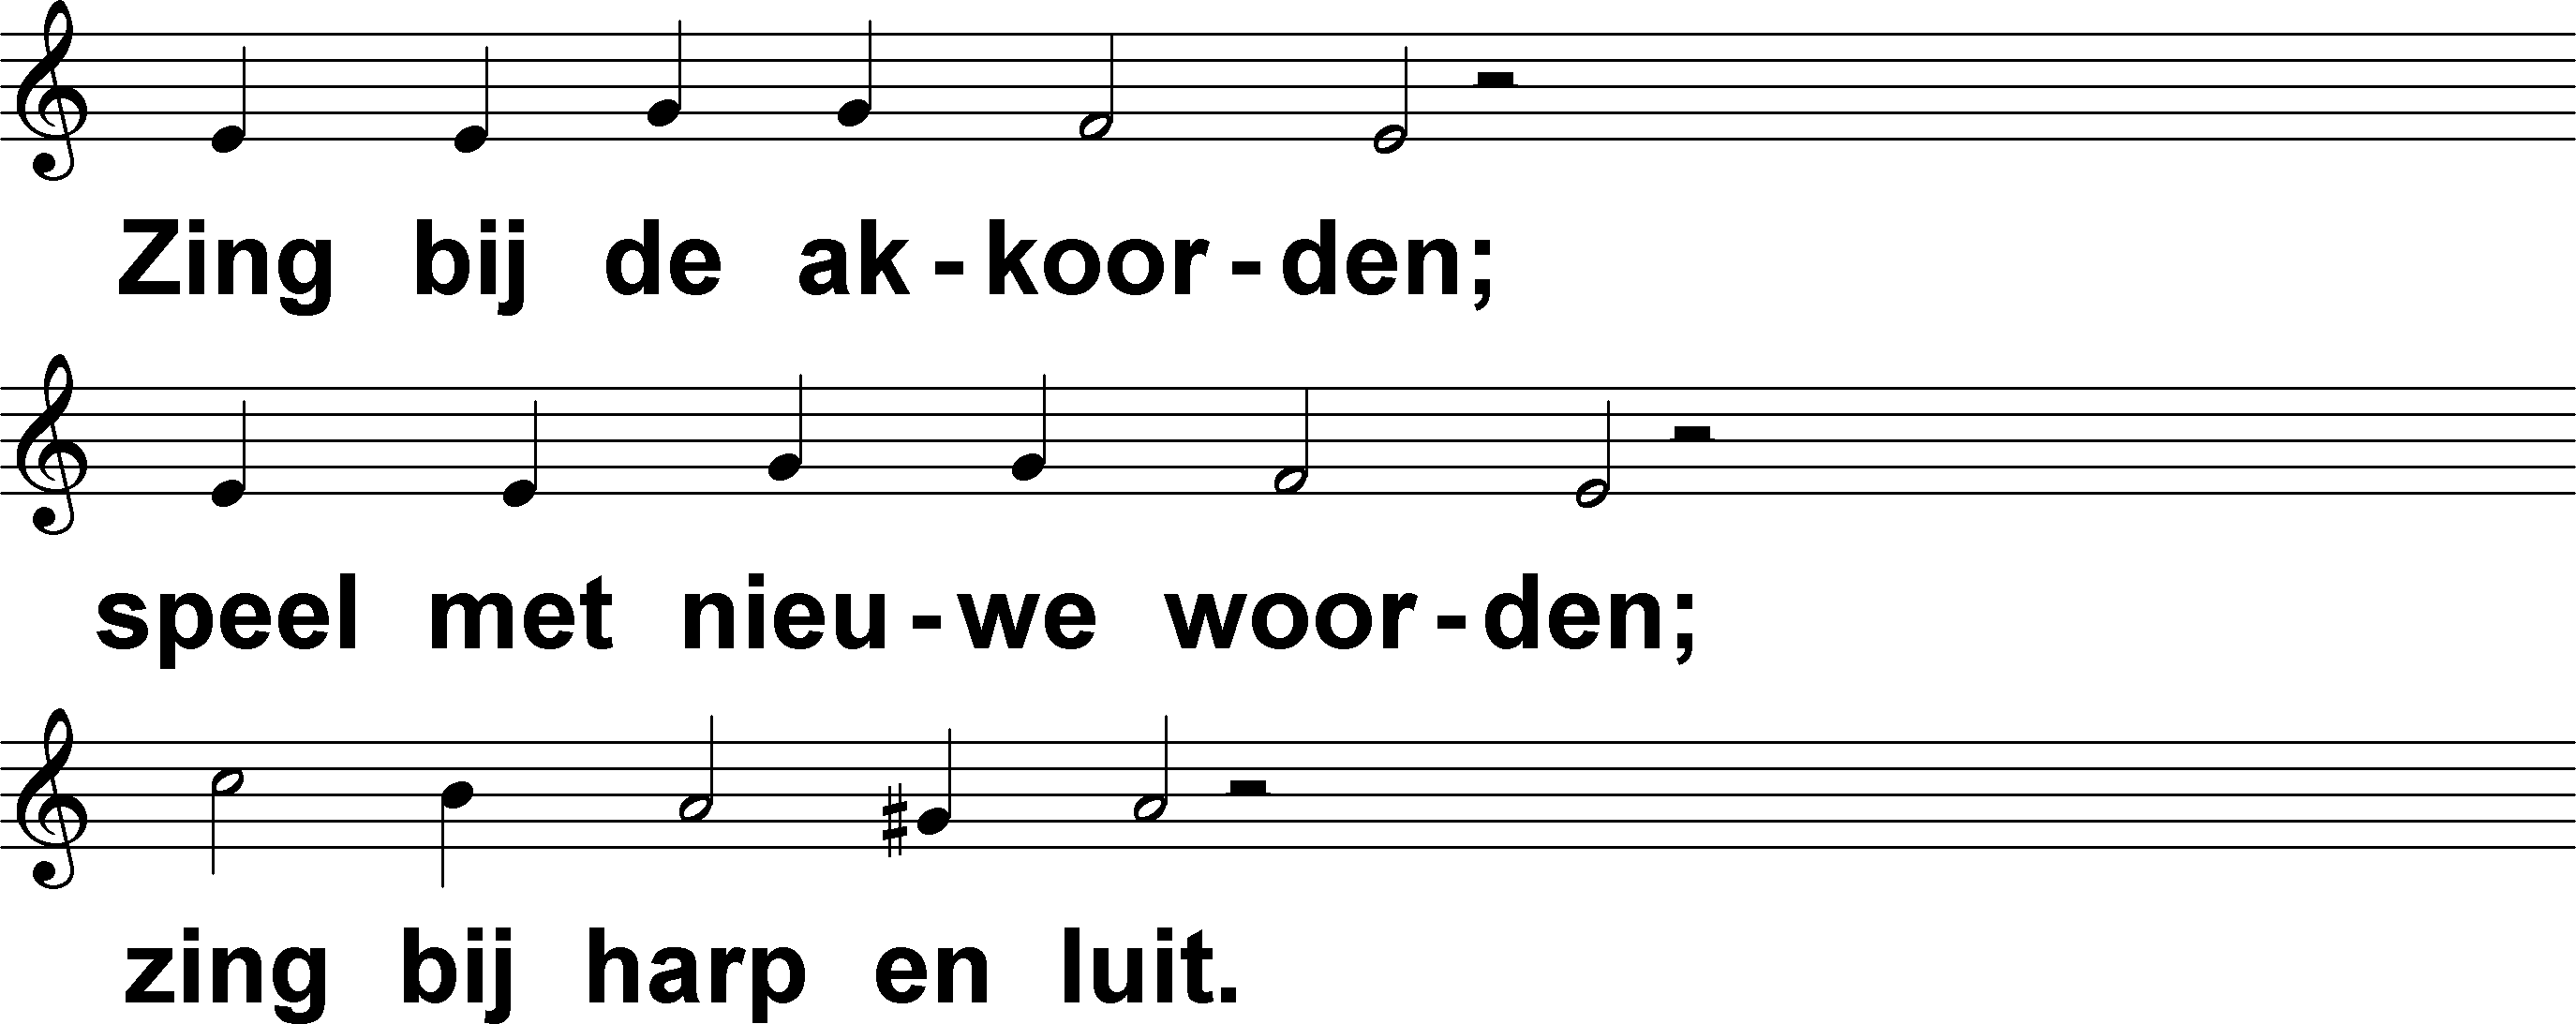 Zing bij de ak-koor-den;
speel met nieu-we woor-den;
zing bij harp en luit.